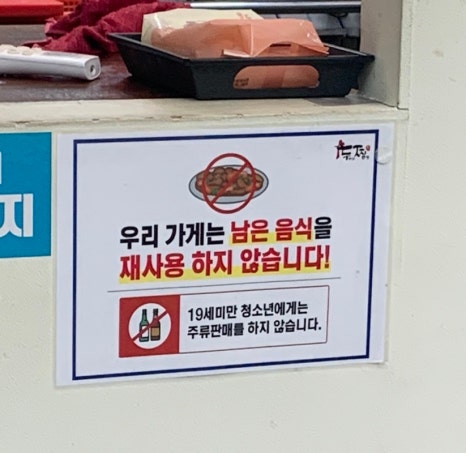 지
우리 가게는 남은 음식을
재사용 하지 않습니다!
19세미만 청소년에게는
주류판매를 하지 않습니다.